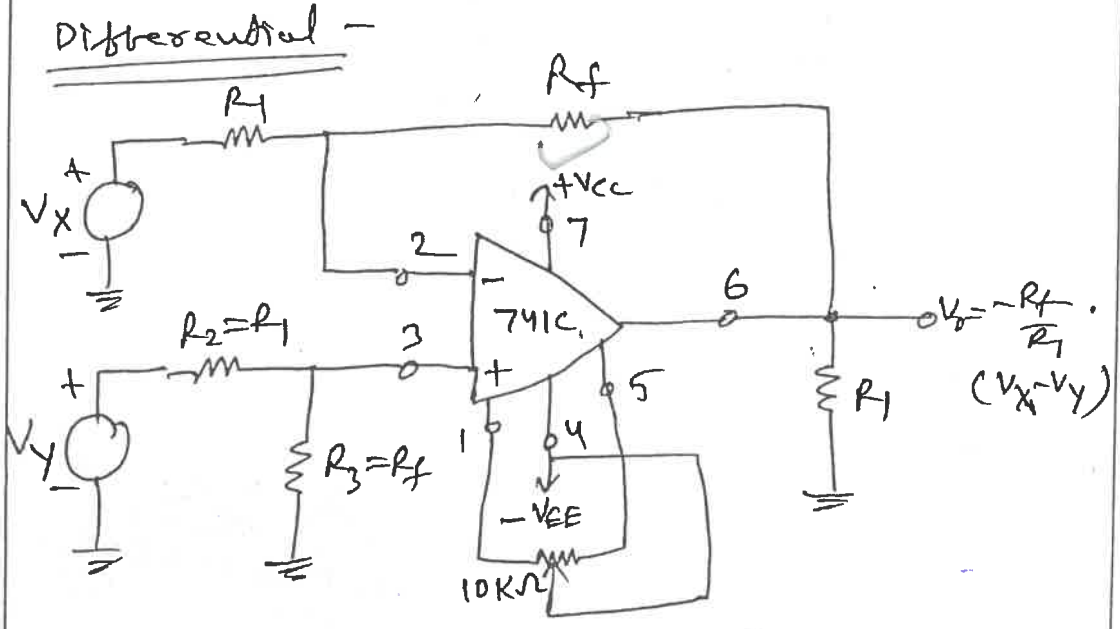 Differential -
R1
Rf
+
Vx
-
+Vcc
7
2
-
741C
6
Vo = -Rf/R1 .
(Vx - Vy)
R2=R1
3
+
5
R1
+
Vy
-
R3=Rf
1
4
-VEE
10KΩ